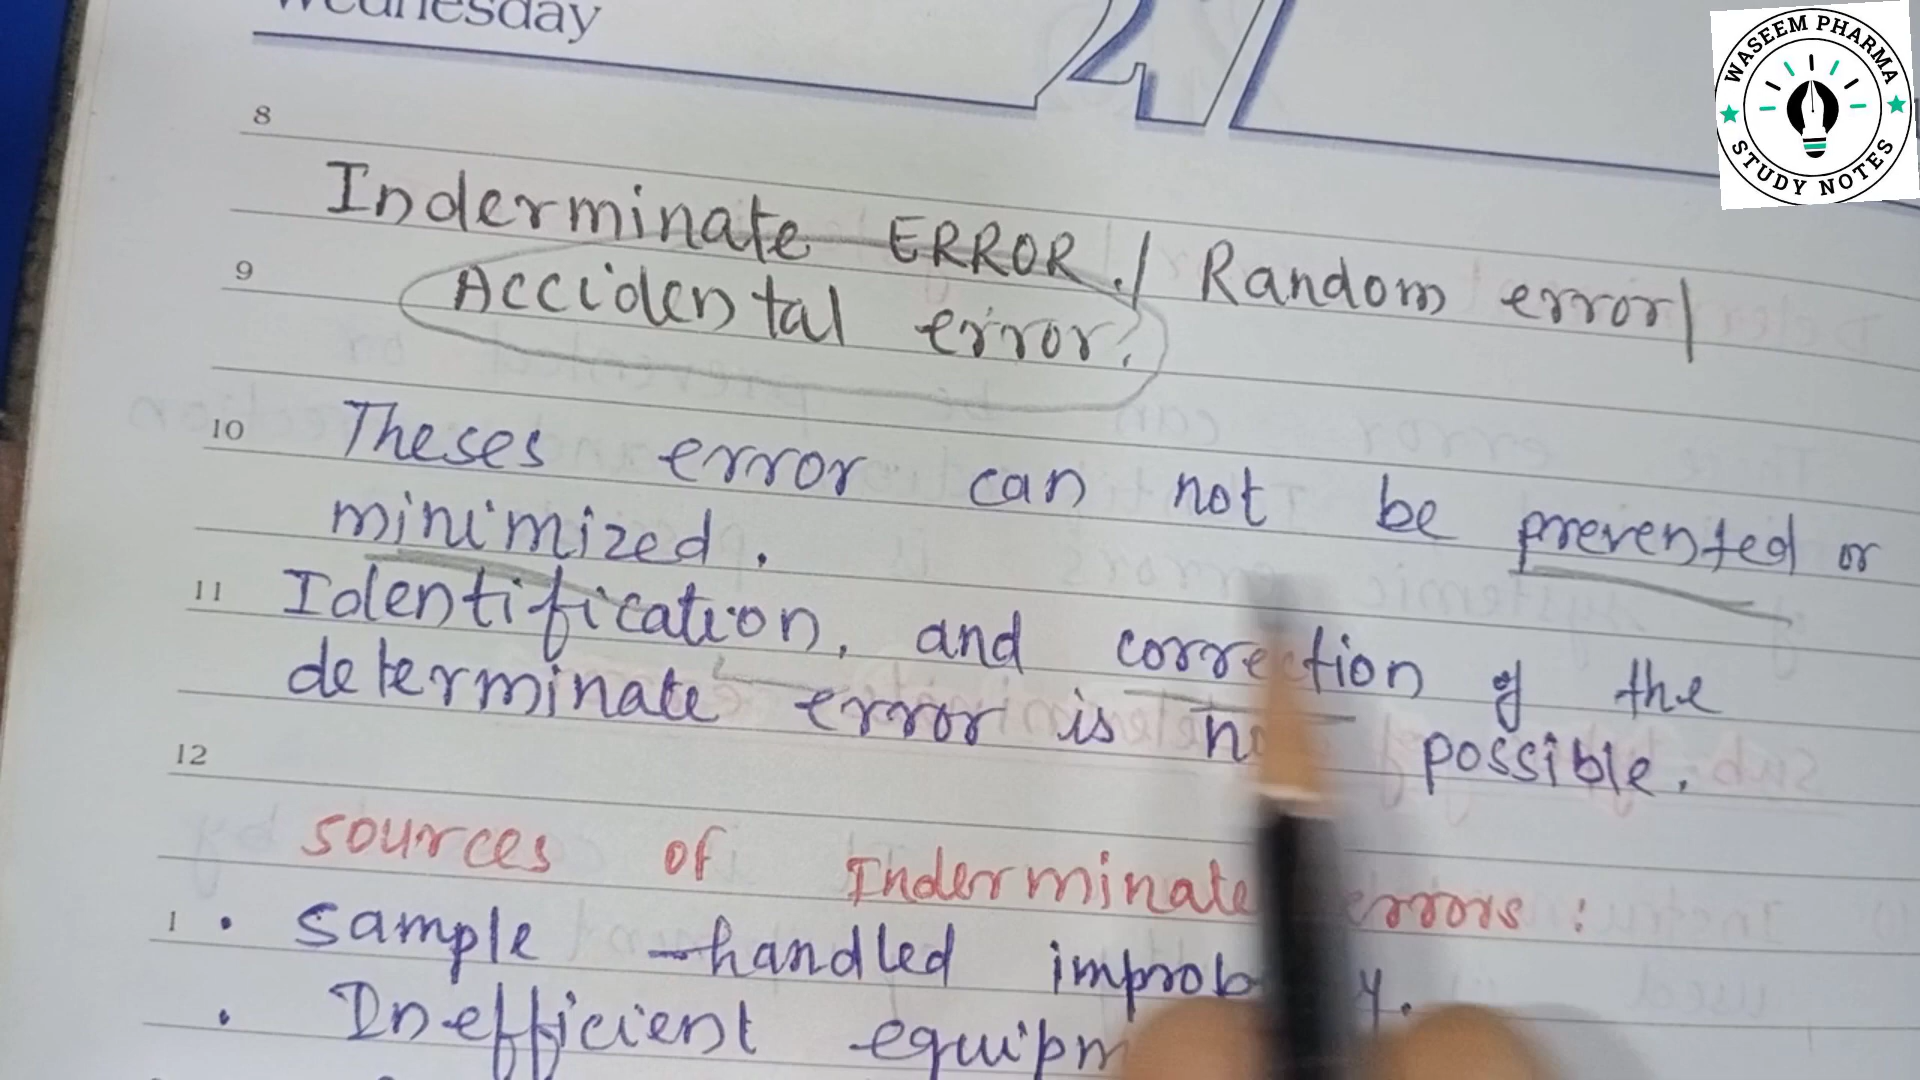 Wednesday
21
WASEEM PHARMA
STUDY NOTES
8
Inderminate ERROR./ Random error|
9
Accidental error.
10
Theses error can not be prevented or
minimized.
11
Identification, and correction of the
determinate error is possible.
12
sources of Inderminate errors:
1
• sample - handled
• Inefficient